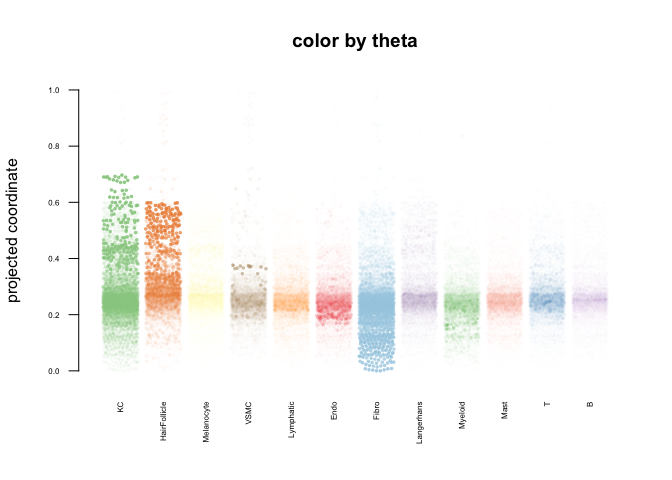 color by theta
projected coordinate
1.0
0.8
0.6
0.4
0.2
0.0
KC
HairFollicle
Melanocyte
VSMC
Lymphatic
Endo
Fibro
Langerhans
Myeloid
Mast
T
B